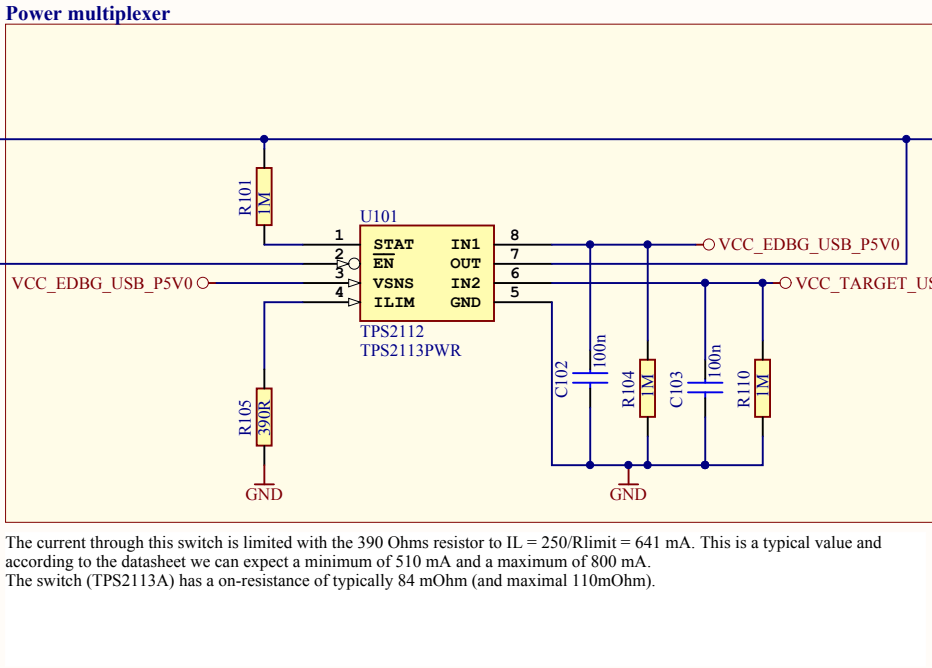 Power multiplexer
R101
1M
U101
1
STAT
IN1
8
VCC_EDBG_USB_P5V0
2
EN
OUT
7
VCC_EDBG_USB_P5V0
3
VSNS
IN2
6
VCC_TARGET_US
4
ILIM
GND
5
TPS2112
TPS2113PWR
R105
390R
GND
C102
100n
R104
1M
C103
100n
R110
1M
GND
The current through this switch is limited with the 390 Ohms resistor to IL = 250/Rlimit = 641 mA. This is a typical value and
according to the datasheet we can expect a minimum of 510 mA and a maximum of 800 mA.
The switch (TPS2113A) has a on-resistance of typically 84 mOhm (and maximal 110mOhm).